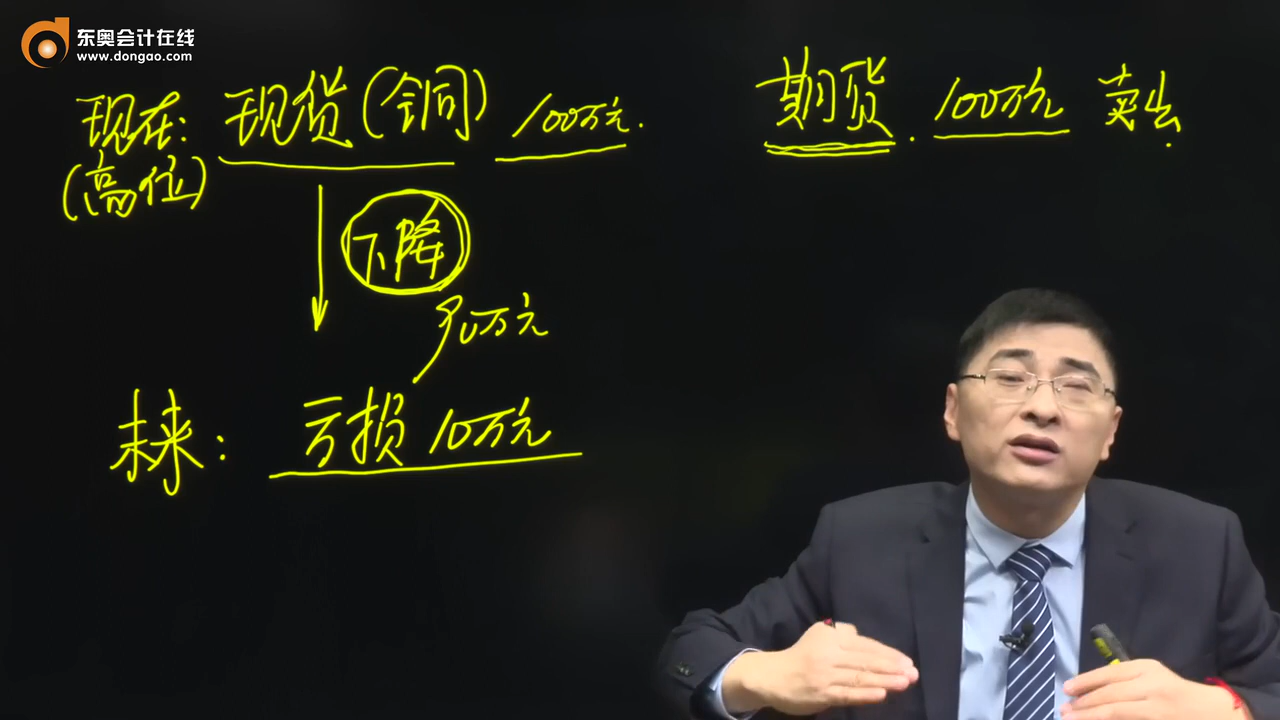 东奥会计在线
www.dongao.com
现在: 现货(铜) 100万元. 期货. 100万元 卖出.
(高位)
下降
90万元
未来: 亏损10万元